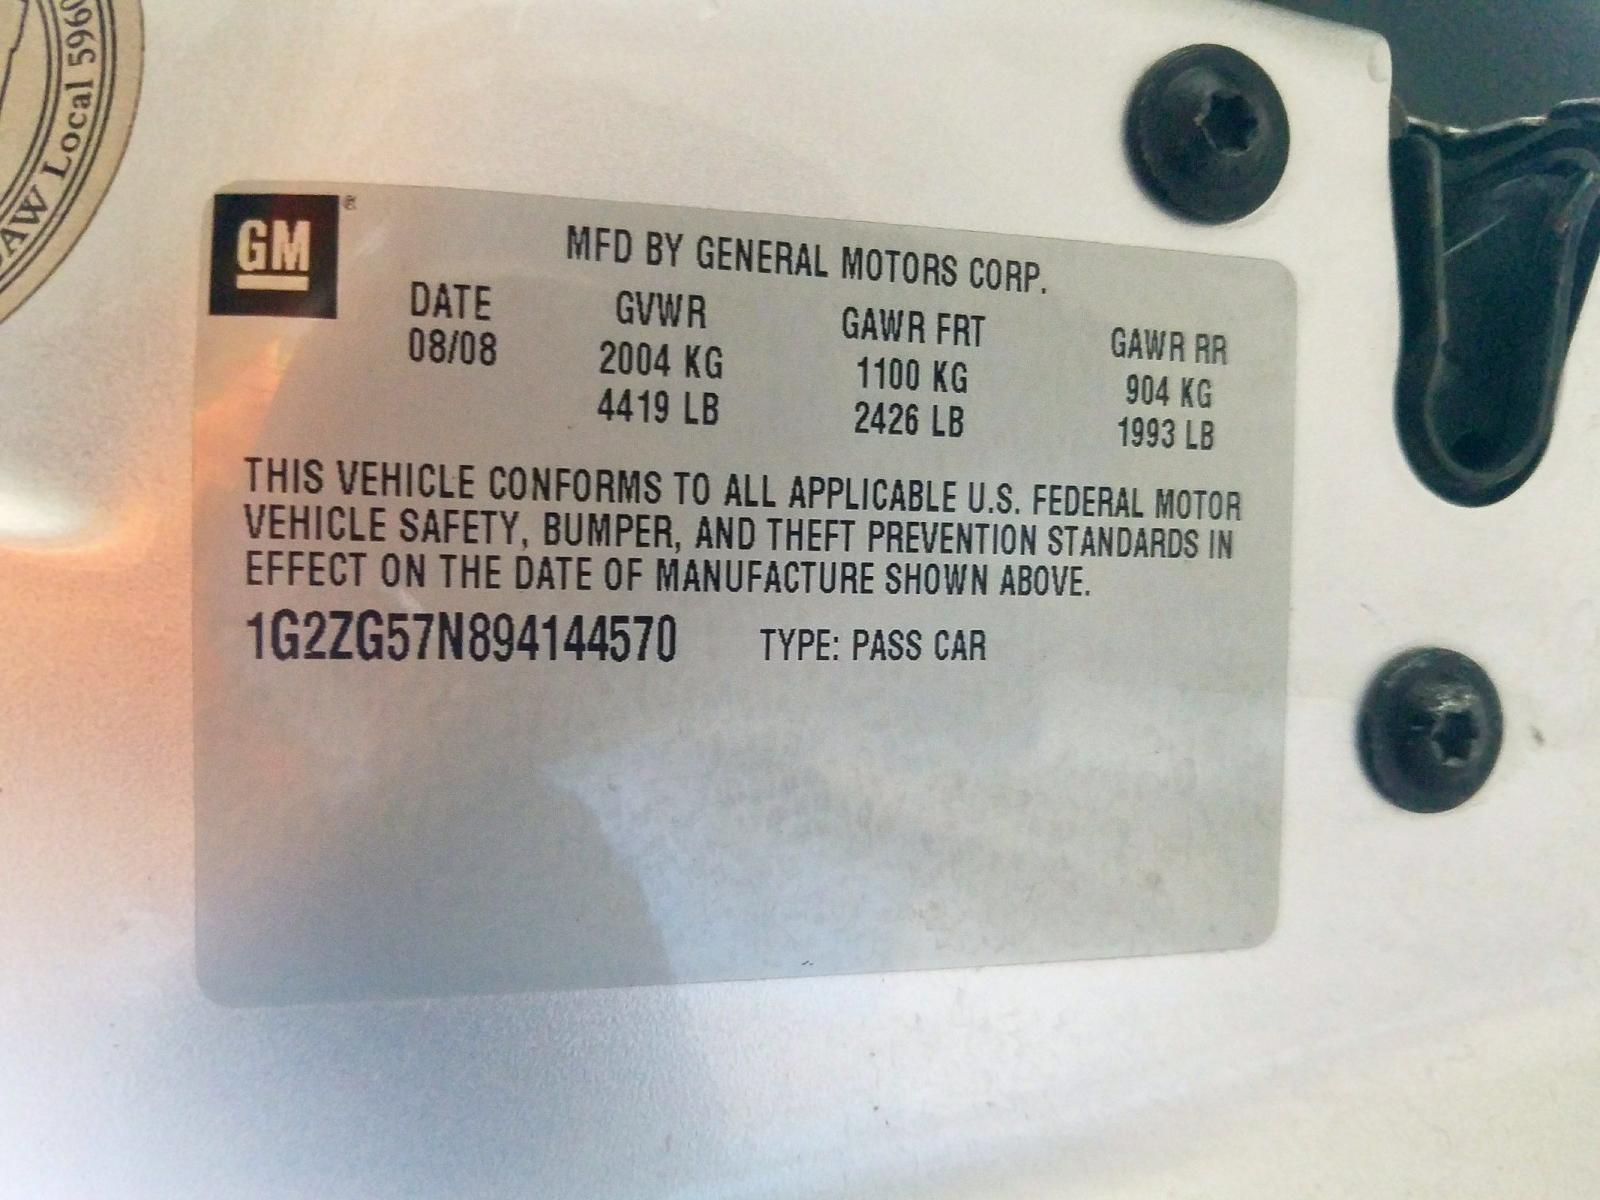 AW Local 5960
GM®
MFD BY GENERAL MOTORS CORP.
DATE GVWR GAWR FRT GAWR RR
08/08 2004 KG 1100 KG 904 KG
4419 LB 2426 LB 1993 LB
THIS VEHICLE CONFORMS TO ALL APPLICABLE U.S. FEDERAL MOTOR
VEHICLE SAFETY, BUMPER, AND THEFT PREVENTION STANDARDS IN
EFFECT ON THE DATE OF MANUFACTURE SHOWN ABOVE.
1G2ZG57N894144570 TYPE: PASS CAR